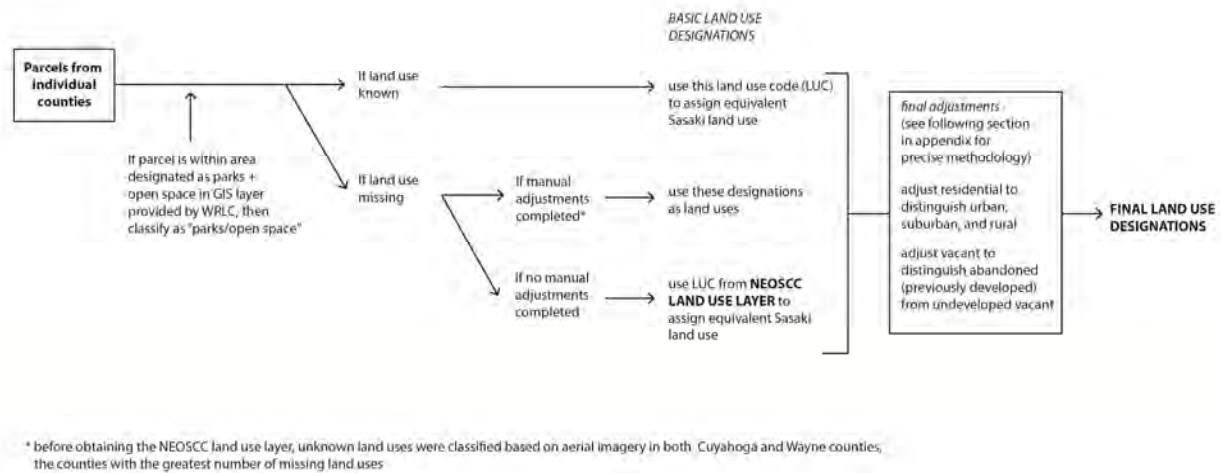 BASIC LAND USE
DESIGNATIONS
Parcels from
individual
counties
If parcel is within area
designated as parks +
open space in GIS layer
provided by WRLC, then
classify as "parks/open space"
If land use
known
use this land use code (LUC)
to assign equivalent
Sasaki land use
If land use
missing
If manual
adjustments
completed*
use these designations
as land uses
If no manual
adjustments
completed
use LUC from NEOSCC
LAND USE LAYER to
assign equivalent Sasaki
land use
final adjustments
(see following section
in appendix for
precise methodology)
adjust residential to
distinguish urban,
suburban, and rural
adjust vacant to
distinguish abandoned
(previously developed)
from undeveloped vacant
FINAL LAND USE
DESIGNATIONS
* before obtaining the NEOSCC land use layer, unknown land uses were classified based on aerial imagery in both Cuyahoga and Wayne counties,
the counties with the greatest number of missing land uses